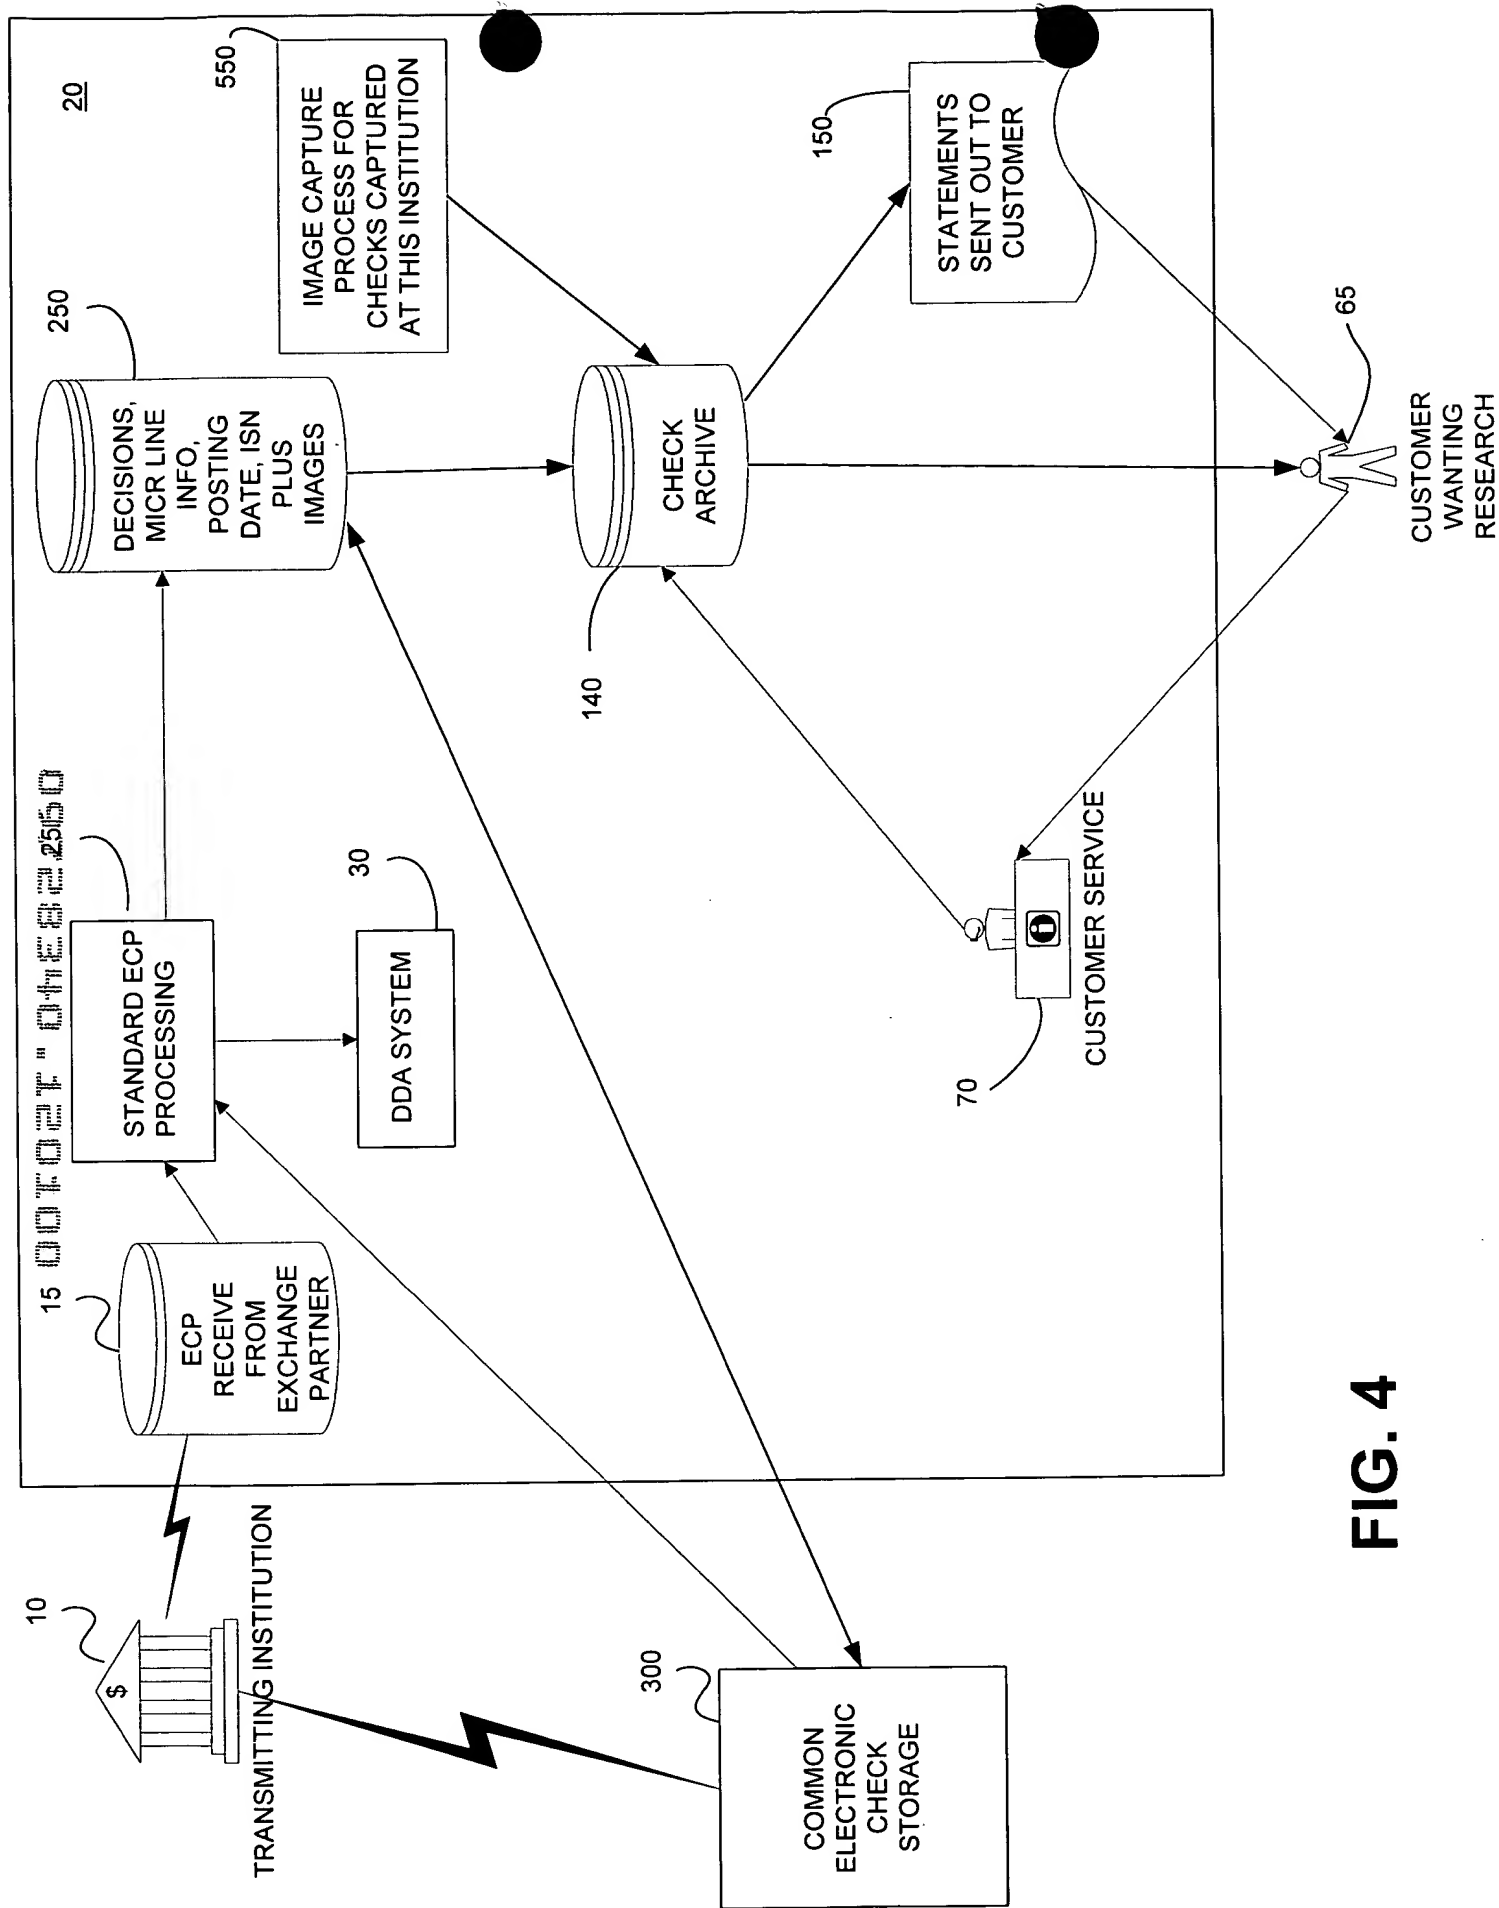 10
15
20
250
550
TRANSMITTING INSTITUTION
$
ECP
RECEIVE
FROM
EXCHANGE
PARTNER
STANDARD ECP
PROCESSING
DECISIONS,
MICR LINE
INFO,
POSTING
DATE, ISN
PLUS
IMAGES
IMAGE CAPTURE
PROCESS FOR
CHECKS CAPTURED
AT THIS INSTITUTION
30
DDA SYSTEM
300
COMMON
ELECTRONIC
CHECK
STORAGE
140
CHECK
ARCHIVE
150
STATEMENTS
SENT OUT TO
CUSTOMER
70
i
CUSTOMER SERVICE
65
CUSTOMER
WANTING
RESEARCH
FIG. 4